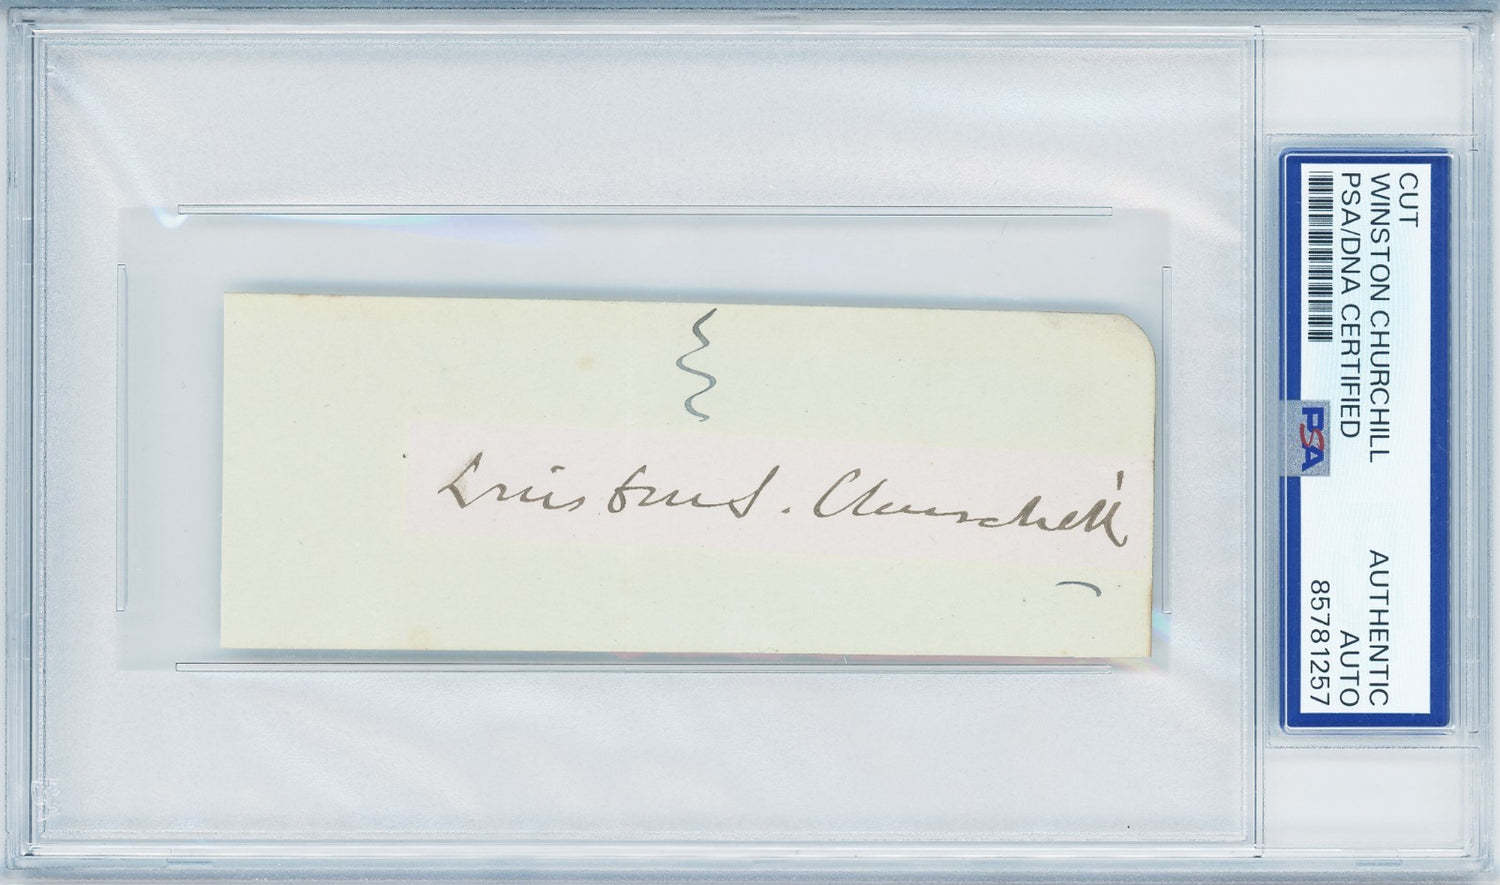 Winston S. Churchill
CUT
WINSTON CHURCHILL AUTHENTIC
PSA/DNA CERTIFIED AUTO
85781257
PSA